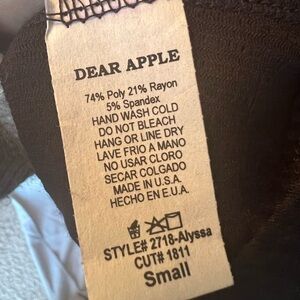 DEAR APPLE
74% Poly 21% Rayon
5% Spandex
HAND WASH COLD
DO NOT BLEACH
HANG OR LINE DRY
LAVE FRIO A MANO
NO USAR CLORO
SECAR COLGADO
MADE IN U.S.A.
HECHO EN E.U.A.
STYLE# 2718-Alyssa
CUT# 1811
Small